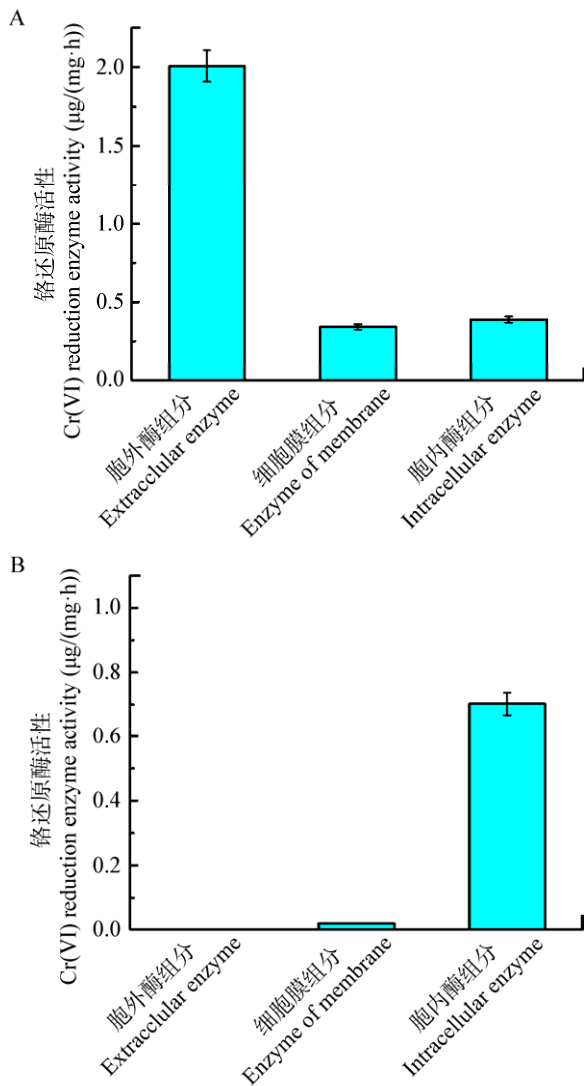 A
铬还原酶活性
Cr(VI) reduction enzyme activity (μg/(mg·h)
2.0
1.5
1.0
0.5
0.0
胞外酶组分
Extracclular enzyme
细胞膜组分
Enzyme of membrane
胞内酶组分
Intracellular enzyme
B
铬还原酶活性
Cr(VI) reduction enzyme activity (μg/(mg·h)
1.0
0.8
0.6
0.4
0.2
0.0
胞外酶组分
Extracclular enzyme
细胞膜组分
Enzyme of membrane
胞内酶组分
Intracellular enzyme